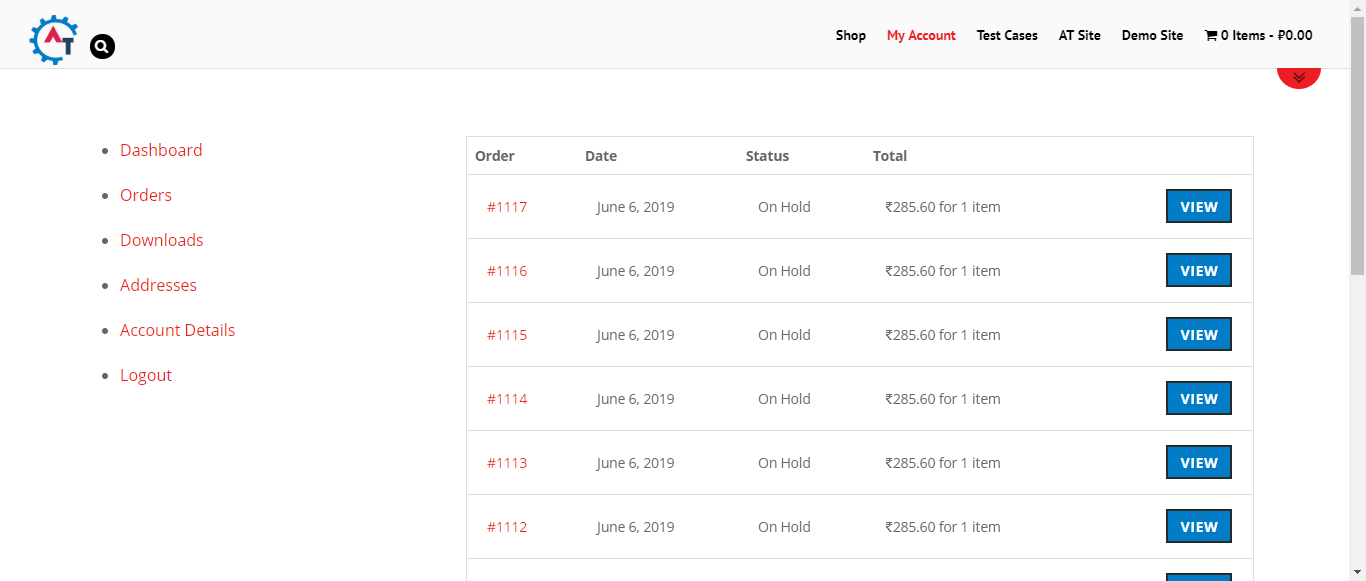 AT
Shop My Account Test Cases AT Site Demo Site 0 Items - ₽0.00
Dashboard
Orders
Downloads
Addresses
Account Details
Logout
Order Date Status Total
#1117 June 6, 2019 On Hold ₹285.60 for 1 item VIEW
#1116 June 6, 2019 On Hold ₹285.60 for 1 item VIEW
#1115 June 6, 2019 On Hold ₹285.60 for 1 item VIEW
#1114 June 6, 2019 On Hold ₹285.60 for 1 item VIEW
#1113 June 6, 2019 On Hold ₹285.60 for 1 item VIEW
#1112 June 6, 2019 On Hold ₹285.60 for 1 item VIEW